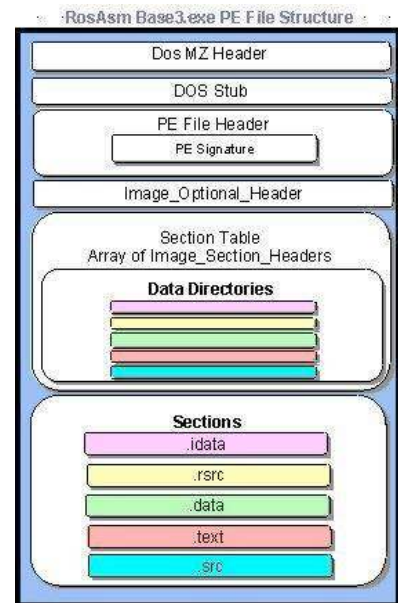 RosAsm Base3.exe PE File Structure
Dos MZ Header
DOS Stub
PE File Header
PE Signature
Image_Optional_Header
Section Table
Array of Image_Section_Headers
Data Directories
Sections
.idata
.rsrc
.data
.text
.src